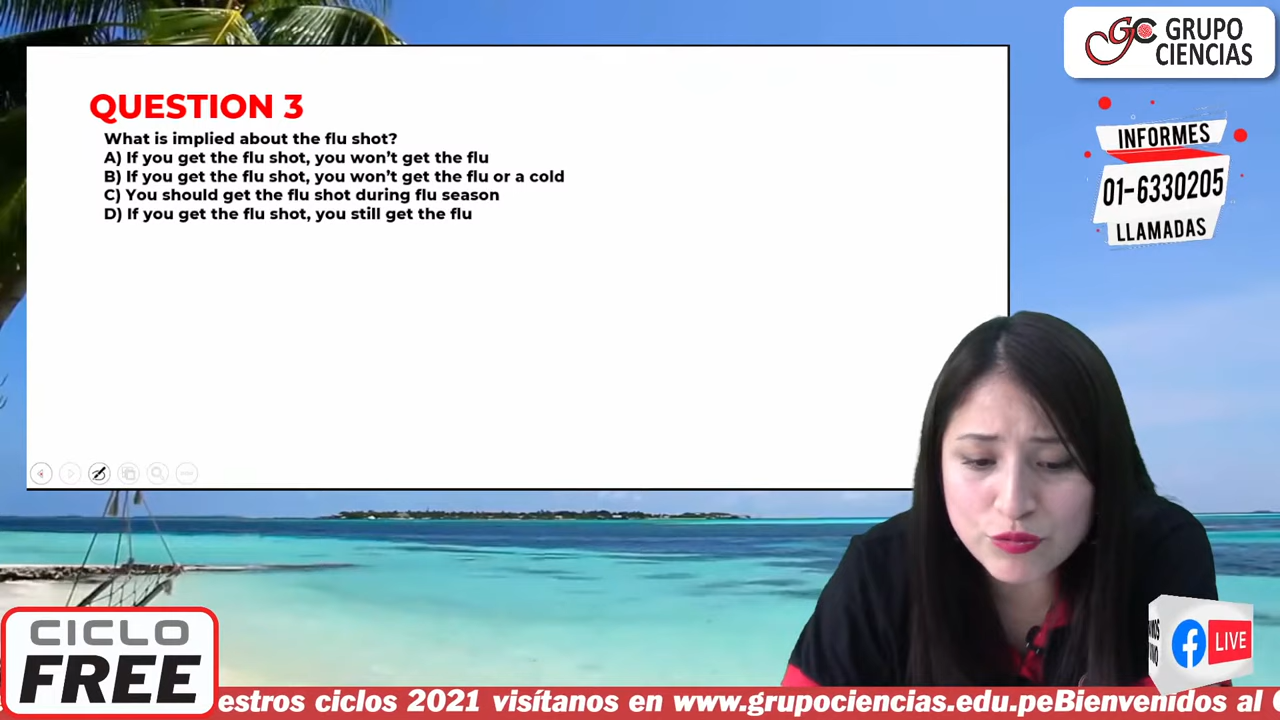 GRUPO
CIENCIAS
QUESTION 3
What is implied about the flu shot?
A) If you get the flu shot, you won't get the flu
B) If you get the flu shot, you won't get the flu or a cold
C) You should get the flu shot during flu season
D) If you get the flu shot, you still get the flu
INFORMES
01-6330205
LLAMADAS
CICLO
FREE
LIVE
estros ciclos 2021 visítanos en www.grupociencias.edu.peBienvenidos al